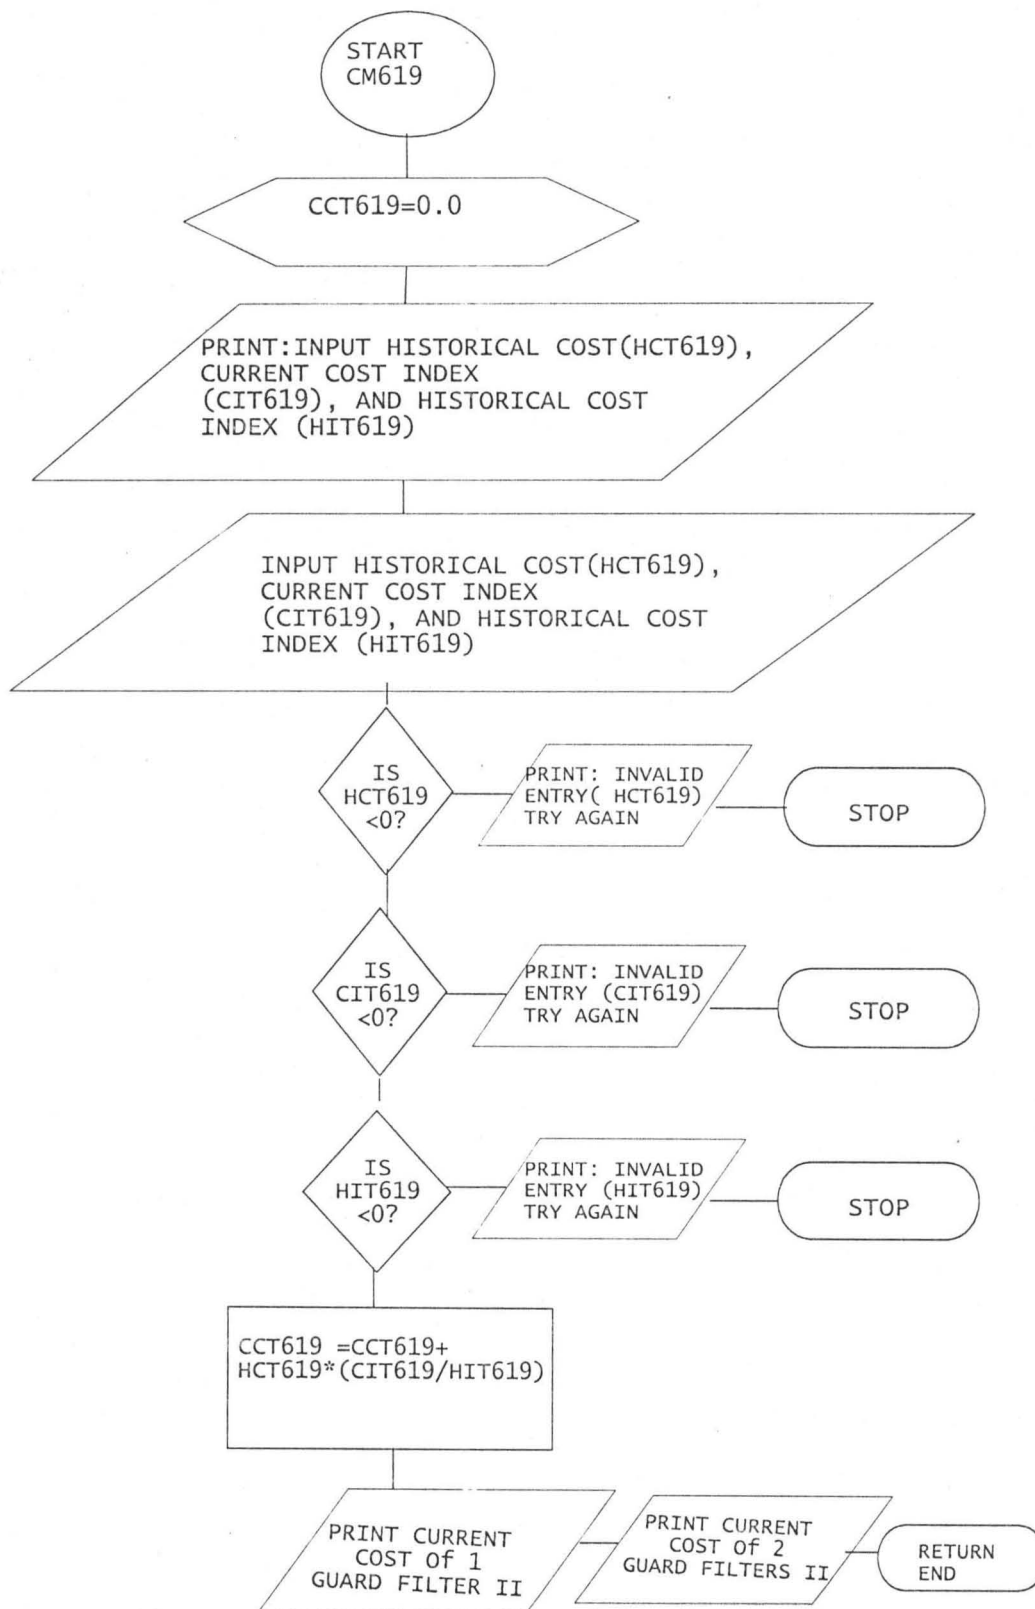 START
CM619
CCT619=0.0
PRINT:INPUT HISTORICAL COST(HCT619),
CURRENT COST INDEX
(CIT619), AND HISTORICAL COST
INDEX (HIT619)
INPUT HISTORICAL COST(HCT619),
CURRENT COST INDEX
(CIT619), AND HISTORICAL COST
INDEX (HIT619)
IS
HCT619
<0?
PRINT: INVALID
ENTRY( HCT619)
TRY AGAIN
STOP
IS
CIT619
<0?
PRINT: INVALID
ENTRY (CIT619)
TRY AGAIN
STOP
IS
HIT619
<0?
PRINT: INVALID
ENTRY (HIT619)
TRY AGAIN
STOP
CCT619 =CCT619+
HCT619*(CIT619/HIT619)
PRINT CURRENT
COST Of 1
GUARD FILTER II
PRINT CURRENT
COST Of 2
GUARD FILTERS II
RETURN
END